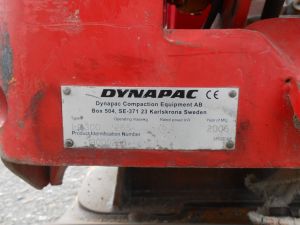 DYNAPAC CE
Dynapac Compaction Equipment AB
Box 504, SE-371 23 Karlskrona Sweden
Type Operating mass/kg Rated power kW Year of Mfg
2006
Product Identification Number